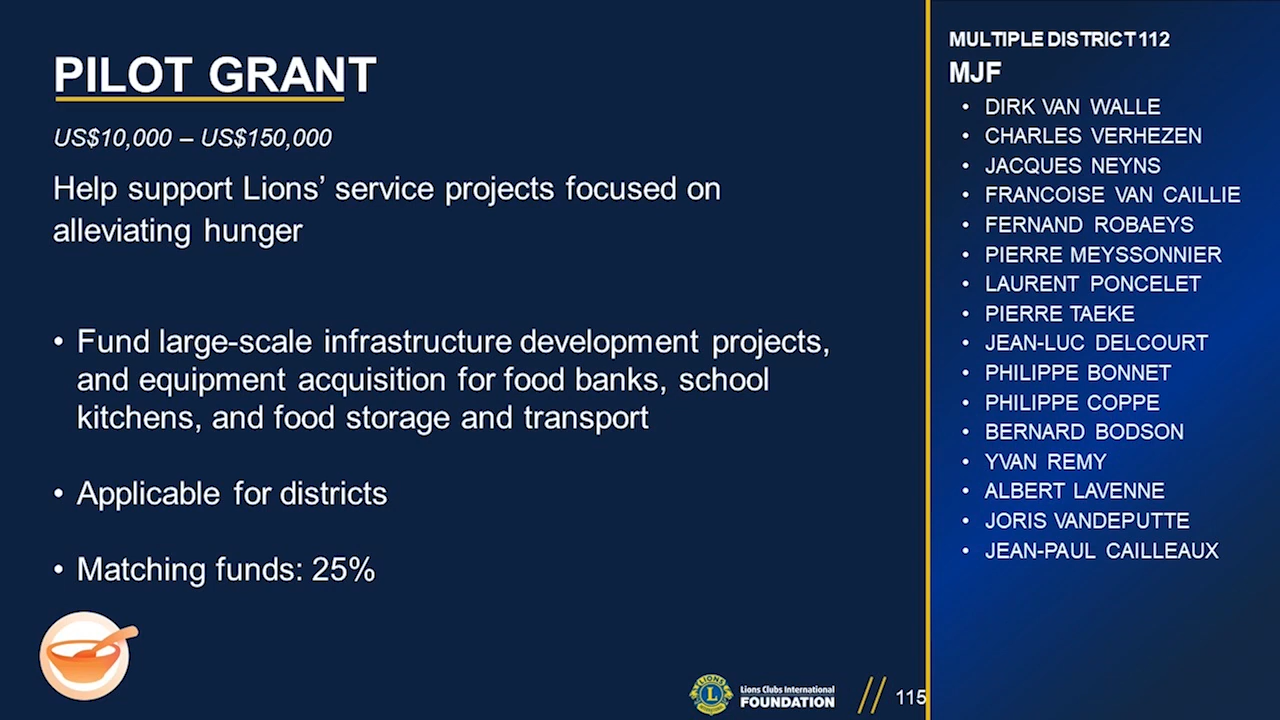 PILOT GRANT
US$10,000 – US$150,000
Help support Lions’ service projects focused on
alleviating hunger
• Fund large-scale infrastructure development projects,
and equipment acquisition for food banks, school
kitchens, and food storage and transport
• Applicable for districts
• Matching funds: 25%
LIONS
L
INTERNATIONAL
Lions Clubs International
FOUNDATION
115
MULTIPLE DISTRICT 112
MJF
• DIRK VAN WALLE
• CHARLES VERHEZEN
• JACQUES NEYNS
• FRANCOISE VAN CAILLIE
• FERNAND ROBAEYS
• PIERRE MEYSSONNIER
• LAURENT PONCELET
• PIERRE TAEKE
• JEAN-LUC DELCOURT
• PHILIPPE BONNET
• PHILIPPE COPPE
• BERNARD BODSON
• YVAN REMY
• ALBERT LAVENNE
• JORIS VANDEPUTTE
• JEAN-PAUL CAILLEAUX